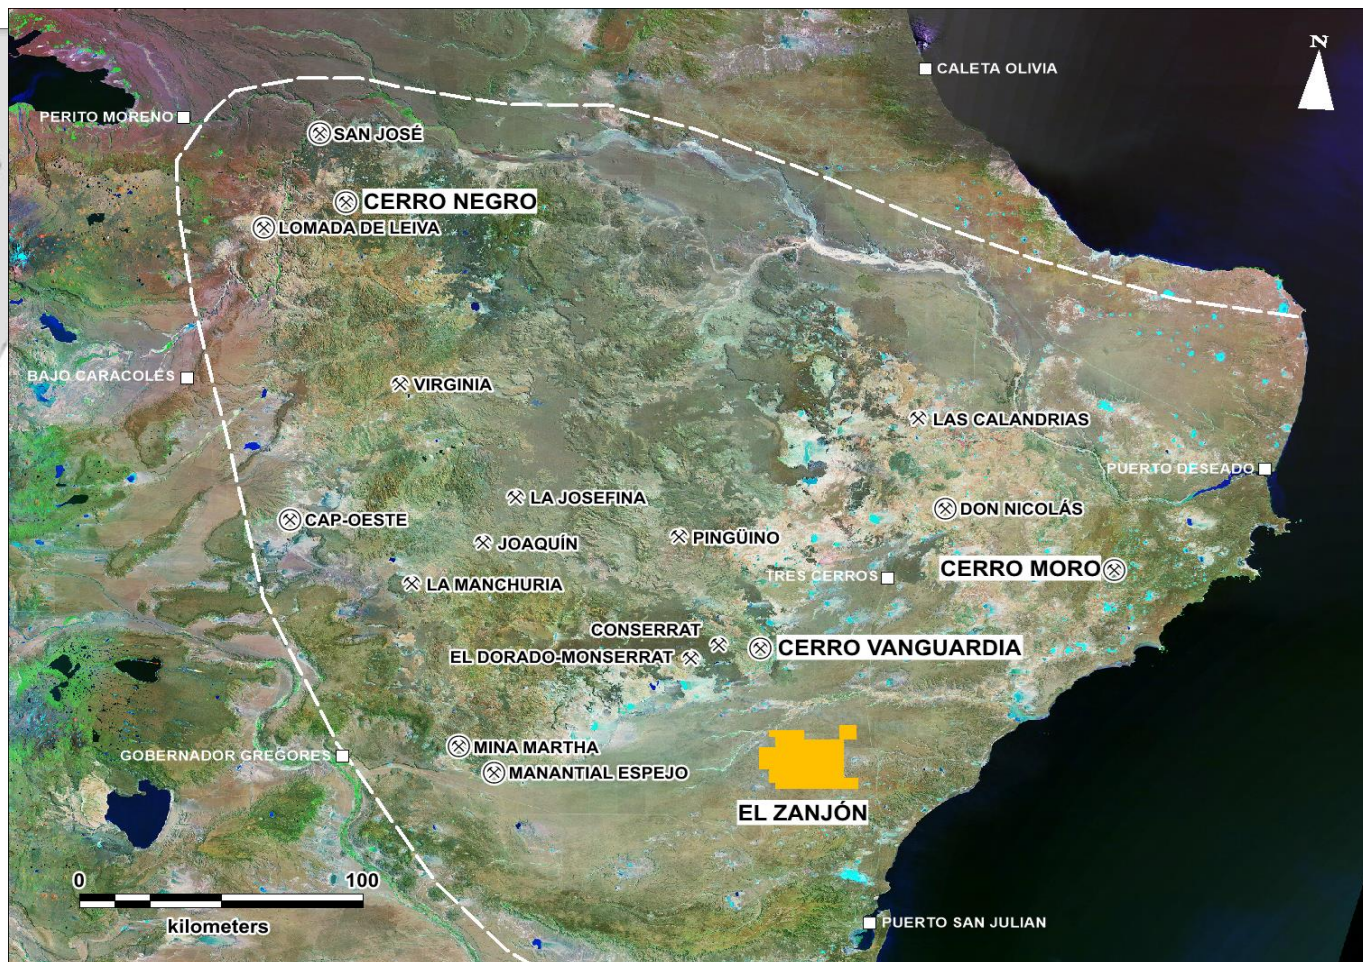 N
CALETA OLIVIA
PERITO MORENO
SAN JOSÉ
CERRO NEGRO
LOMADA DE LEIVA
BAJO CARACOLES
VIRGINIA
LAS CALANDRIAS
PUERTO DESEADO
LA JOSEFINA
DON NICOLÁS
CAP-OESTE
PINGÜINO
JOAQUÍN
CERRO MORO
TRES CERROS
LA MANCHURIA
CONSERRAT
CERRO VANGUARDIA
EL DORADO-MONSERRAT
MINA MARTHA
GOBERNADOR GREGORES
MANANTIAL ESPEJO
EL ZANJÓN
0 100
kilometers
PUERTO SAN JULIAN